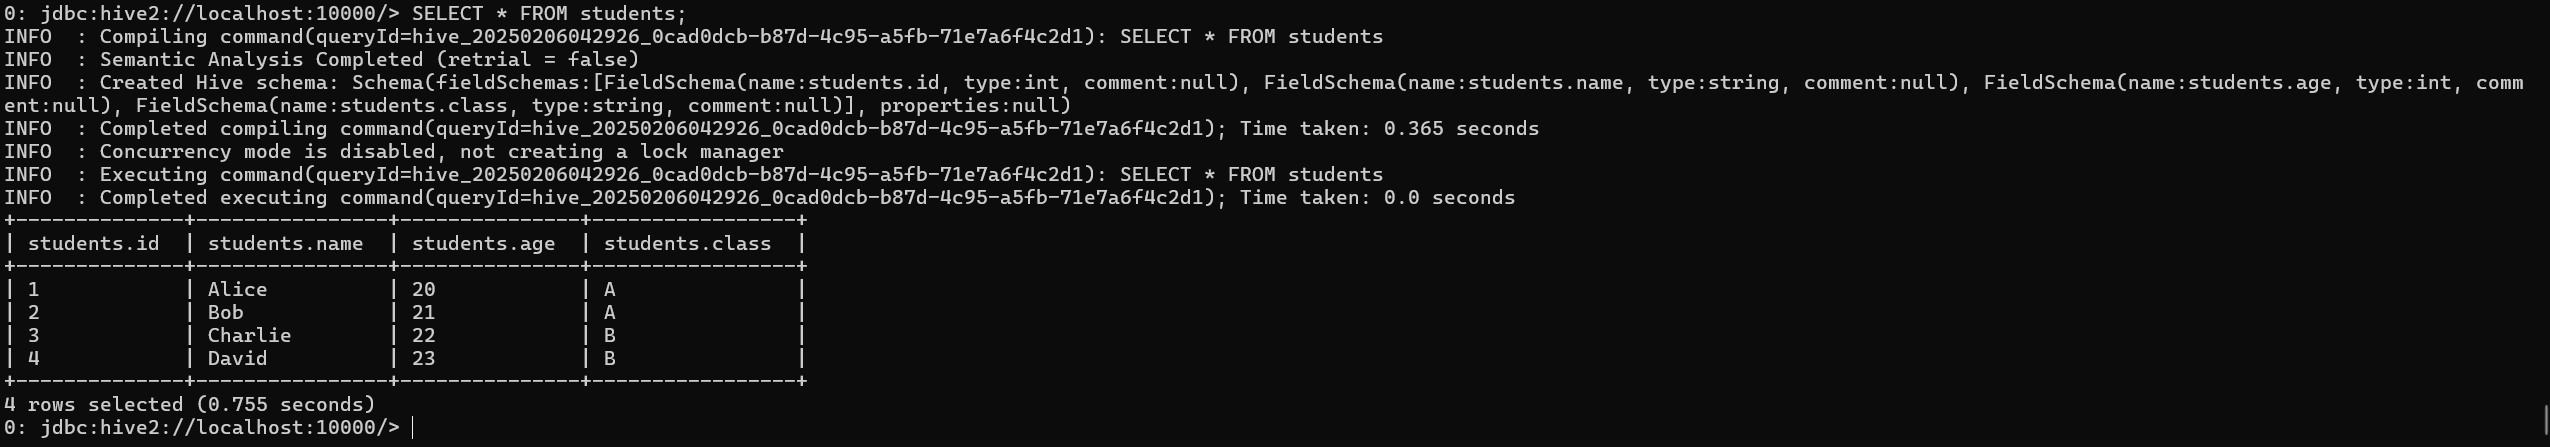 0: jdbc:hive2://localhost:10000/> SELECT * FROM students;
INFO  : Compiling command(queryId=hive_20250206042926_0cad0dcb-b87d-4c95-a5fb-71e7a6f4c2d1): SELECT * FROM students
INFO  : Semantic Analysis Completed (retrial = false)
INFO  : Created Hive schema: Schema(fieldSchemas:[FieldSchema(name:students.id, type:int, comment:null), FieldSchema(name:students.name, type:string, comment:null), FieldSchema(name:students.age, type:int, comm
ent:null), FieldSchema(name:students.class, type:string, comment:null)], properties:null)
INFO  : Completed compiling command(queryId=hive_20250206042926_0cad0dcb-b87d-4c95-a5fb-71e7a6f4c2d1); Time taken: 0.365 seconds
INFO  : Concurrency mode is disabled, not creating a lock manager
INFO  : Executing command(queryId=hive_20250206042926_0cad0dcb-b87d-4c95-a5fb-71e7a6f4c2d1): SELECT * FROM students
INFO  : Completed executing command(queryId=hive_20250206042926_0cad0dcb-b87d-4c95-a5fb-71e7a6f4c2d1); Time taken: 0.0 seconds
+--------------+----------------+---------------+-----------------+
| students.id  | students.name  | students.age  | students.class  |
+--------------+----------------+---------------+-----------------+
| 1            | Alice          | 20            | A               |
| 2            | Bob            | 21            | A               |
| 3            | Charlie        | 22            | B               |
| 4            | David          | 23            | B               |
+--------------+----------------+---------------+-----------------+
4 rows selected (0.755 seconds)
0: jdbc:hive2://localhost:10000/>